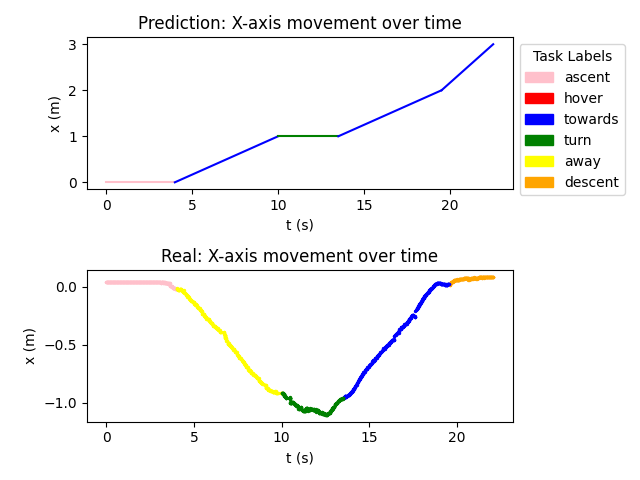 Prediction: X-axis movement over time
3
2
1
0
x (m)
0
5
10
15
20
t (s)
Task Labels
ascent
hover
towards
turn
away
descent
Real: X-axis movement over time
0.0
−0.5
−1.0
x (m)
0
5
10
15
20
t (s)